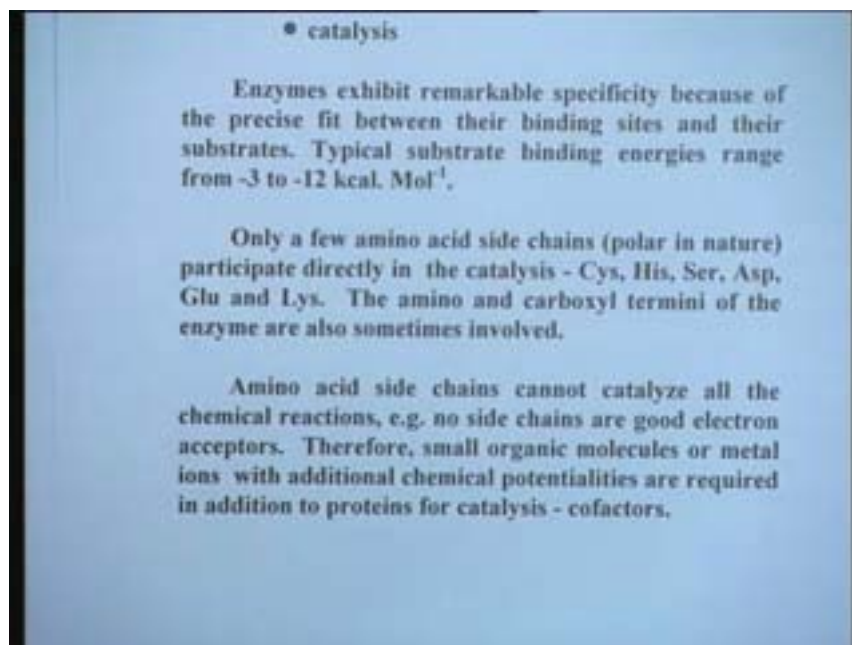 • catalysis
Enzymes exhibit remarkable specificity because of
the precise fit between their binding sites and their
substrates. Typical substrate binding energies range
from -3 to -12 kcal. Mol⁻¹.
Only a few amino acid side chains (polar in nature)
participate directly in the catalysis - Cys, His, Ser, Asp,
Glu and Lys. The amino and carboxyl termini of the
enzyme are also sometimes involved.
Amino acid side chains cannot catalyze all the
chemical reactions, e.g. no side chains are good electron
acceptors. Therefore, small organic molecules or metal
ions with additional chemical potentialities are required
in addition to proteins for catalysis - cofactors.